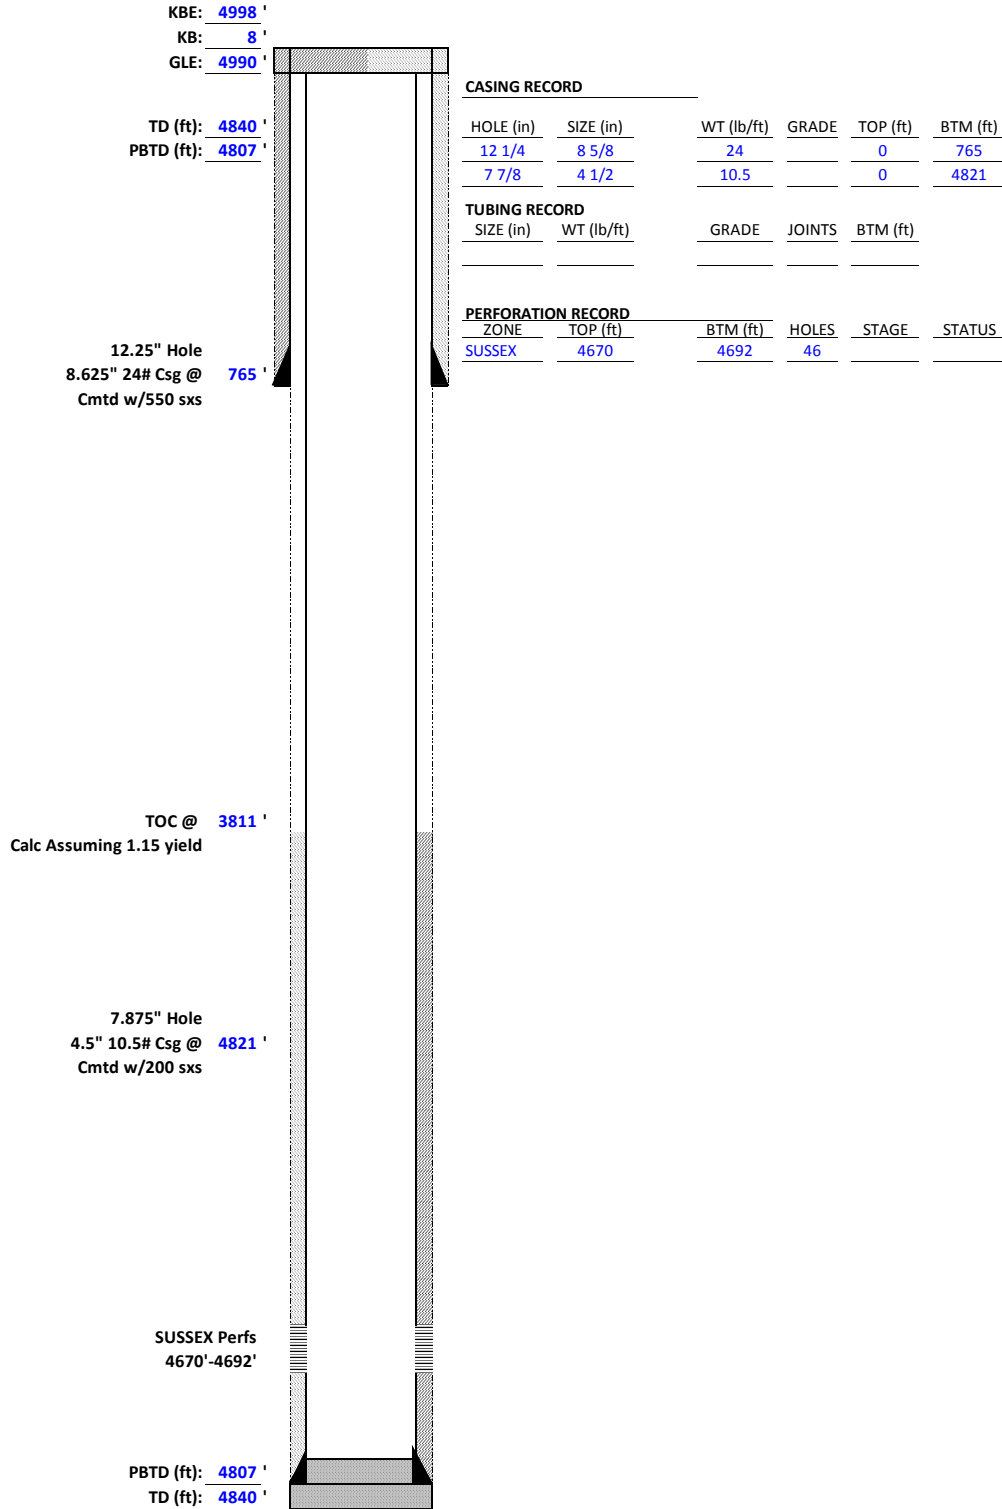 KBE: 4998 '
KB: 8 '
GLE: 4990 '
CASING RECORD
TD (ft): 4840 '
HOLE (in) SIZE (in) WT (lb/ft) GRADE TOP (ft) BTM (ft)
PBTD (ft): 4807 '
12 1/4 8 5/8 24 0 765
7 7/8 4 1/2 10.5 0 4821
TUBING RECORD
SIZE (in) WT (lb/ft) GRADE JOINTS BTM (ft)
PERFORATION RECORD
ZONE TOP (ft) BTM (ft) HOLES STAGE STATUS
SUSSEX 4670 4692 46
12.25" Hole
8.625" 24# Csg @ 765 '
Cmtd w/550 sxs
TOC @ 3811 '
Calc Assuming 1.15 yield
7.875" Hole
4.5" 10.5# Csg @ 4821 '
Cmtd w/200 sxs
SUSSEX Perfs
4670'-4692'
PBTD (ft): 4807 '
TD (ft): 4840 '